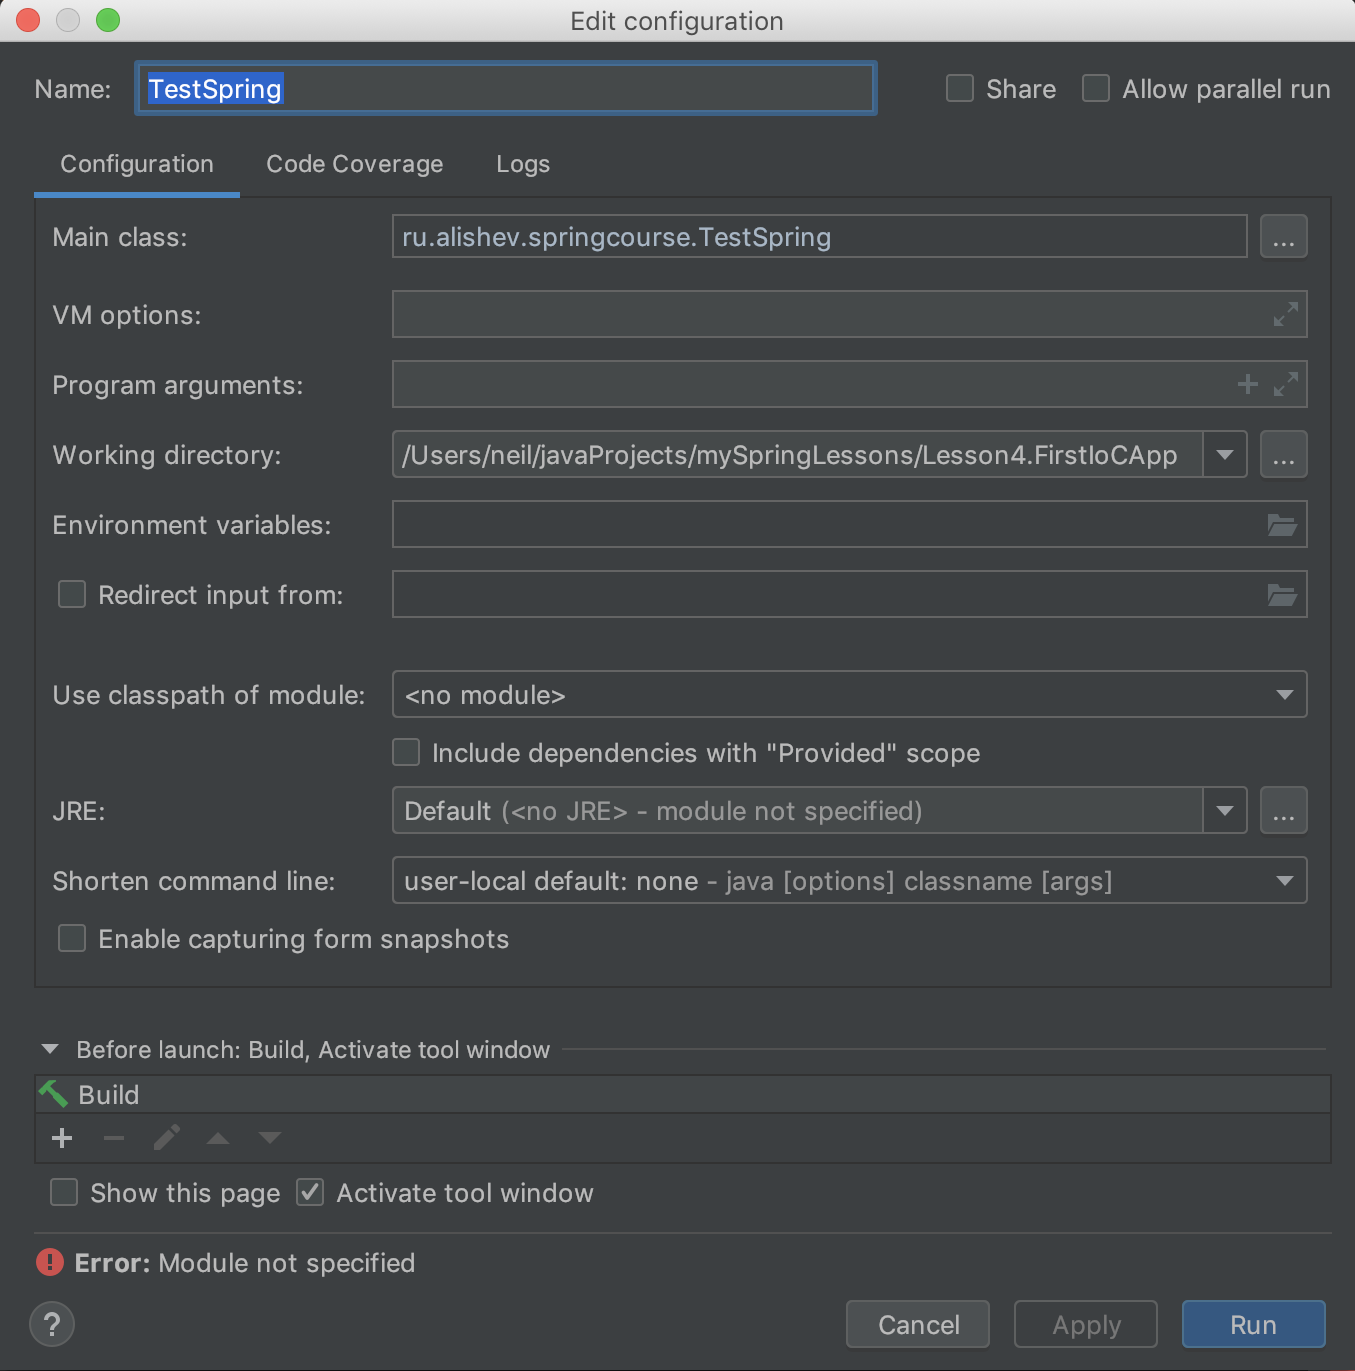 Edit configuration
Name: TestSpring Share Allow parallel run
Configuration Code Coverage Logs
Main class: ru.alishev.springcourse.TestSpring ...
VM options:
Program arguments:
Working directory: /Users/neil/javaProjects/mySpringLessons/Lesson4.FirstIoCApp ...
Environment variables:
Redirect input from:
Use classpath of module: <no module>
Include dependencies with "Provided" scope
JRE: Default (<no JRE> - module not specified) ...
Shorten command line: user-local default: none - java [options] classname [args]
Enable capturing form snapshots
Before launch: Build, Activate tool window
Build
Show this page Activate tool window
Error: Module not specified
? Cancel Apply Run